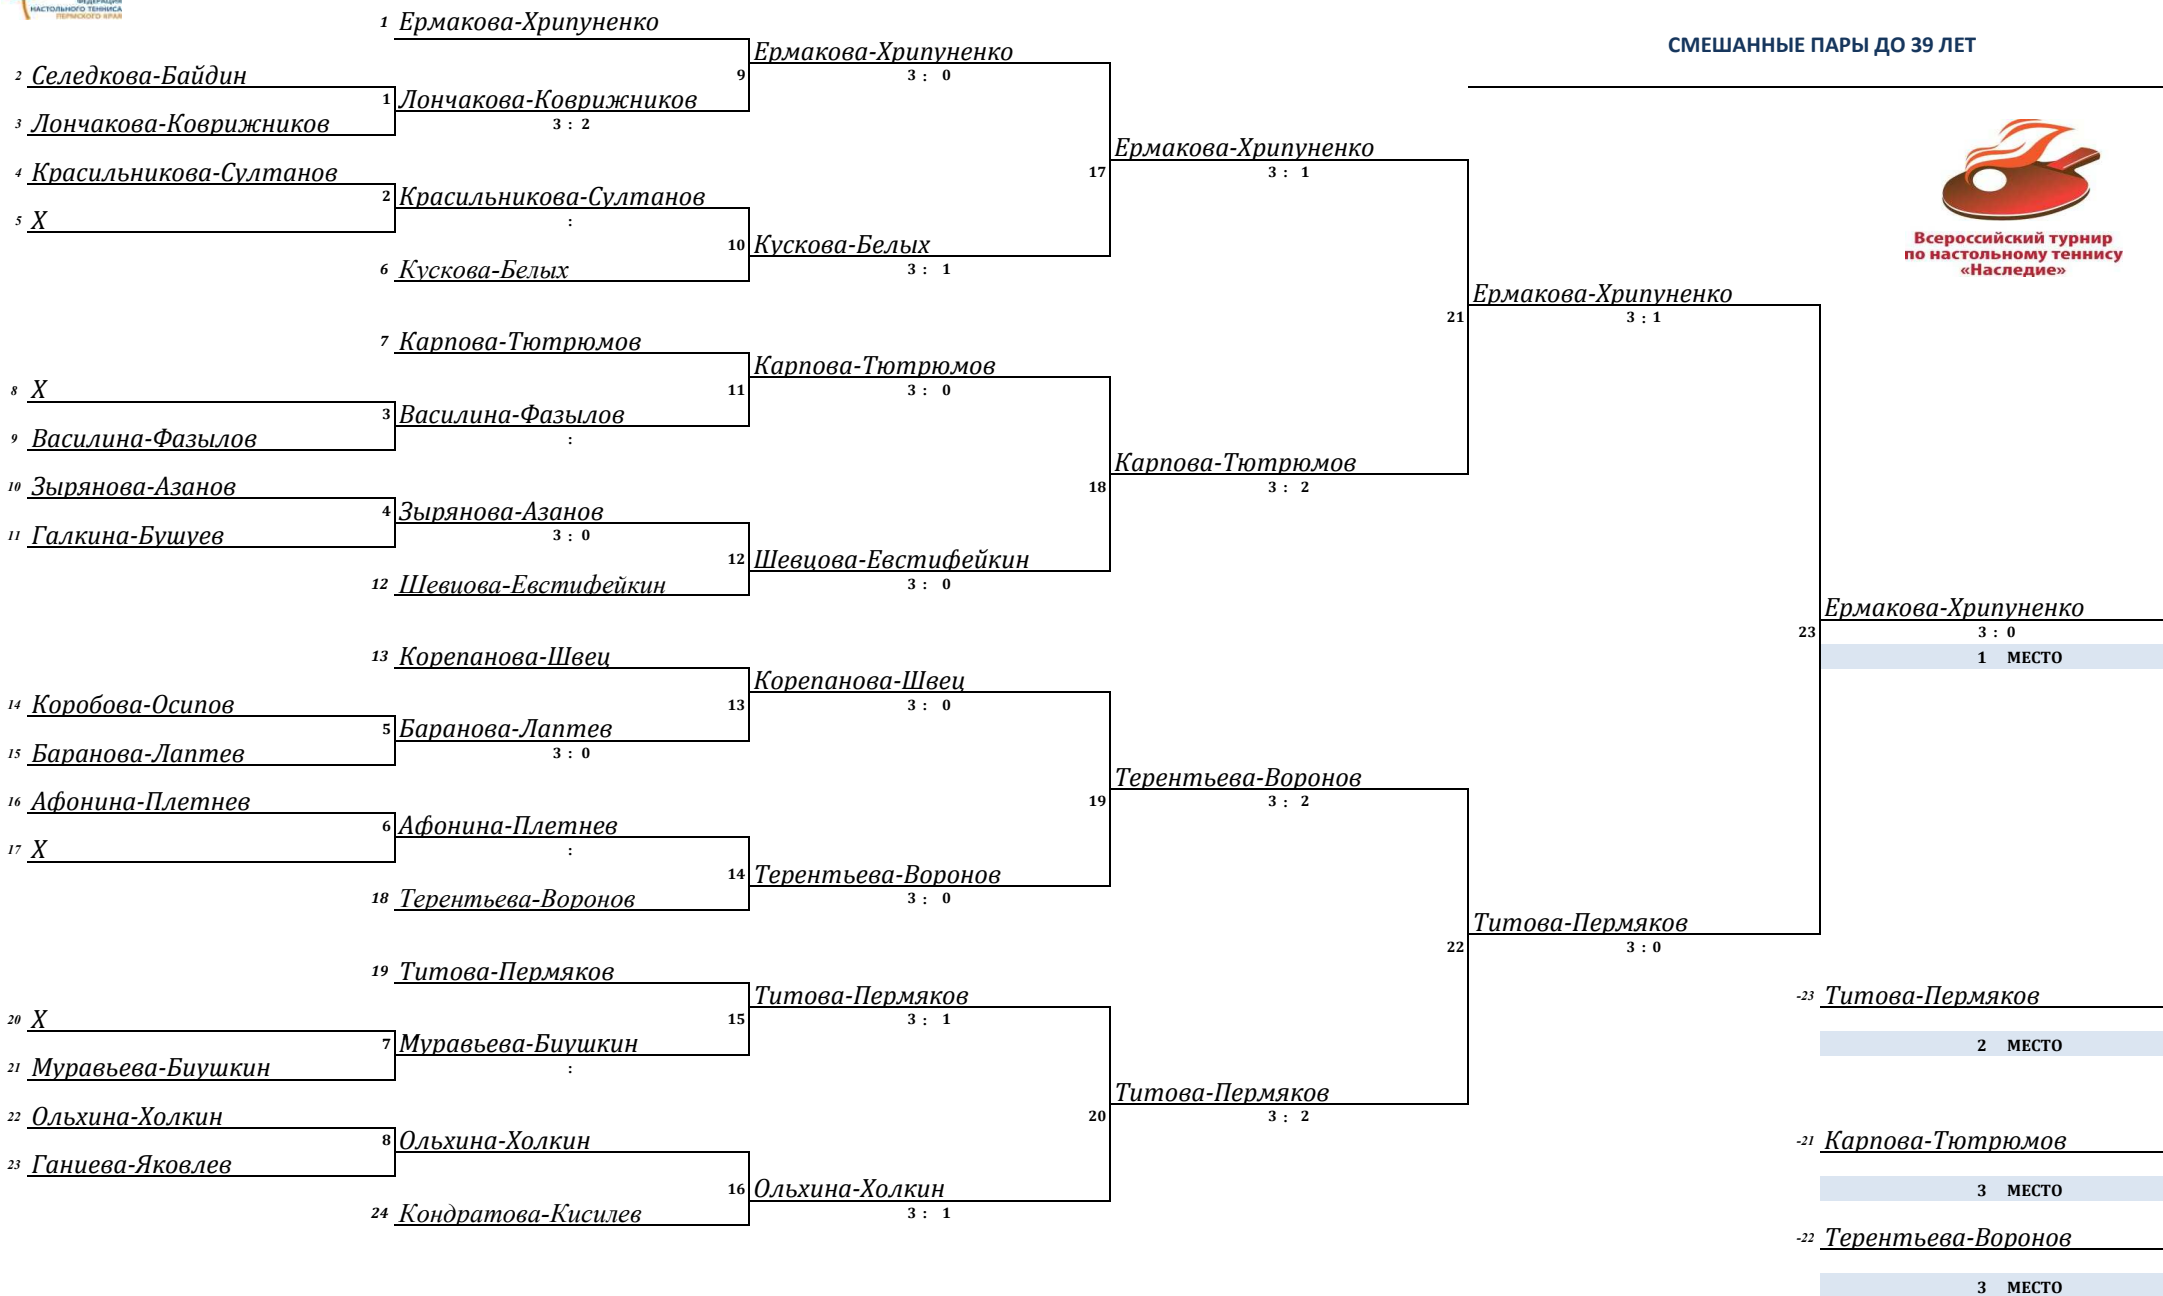 ФЕДЕРАЦИЯ
НАСТОЛЬНОГО ТЕННИСА
ПЕРМСКОГО КРАЯ
СМЕШАННЫЕ ПАРЫ ДО 39 ЛЕТ
Всероссийский турнир
по настольному теннису
«Наследие»
1 Ермакова-Хрипуненко
2 Селедкова-Байдин
3 Лончакова-Коврижников
4 Красильникова-Султанов
5 X
6 Кускова-Белых
7 Карпова-Тютрюмов
8 X
9 Василина-Фазылов
10 Зырянова-Азанов
11 Галкина-Бушуев
12 Шевцова-Евстифейкин
13 Корепанова-Швец
14 Коробова-Осипов
15 Баранова-Лаптев
16 Афонина-Плетнев
17 X
18 Терентьева-Воронов
19 Титова-Пермяков
20 X
21 Муравьева-Биушкин
22 Ольхина-Холкин
23 Ганиева-Яковлев
24 Кондратова-Кисилев
1 Лончакова-Коврижников
3 : 2
2 Красильникова-Султанов
:
3 Василина-Фазылов
:
4 Зырянова-Азанов
3 : 0
5 Баранова-Лаптев
3 : 0
6 Афонина-Плетнев
:
7 Муравьева-Биушкин
:
8 Ольхина-Холкин
9 Ермакова-Хрипуненко
3 : 0
10 Кускова-Белых
3 : 1
11 Карпова-Тютрюмов
3 : 0
12 Шевцова-Евстифейкин
3 : 0
13 Корепанова-Швец
3 : 0
14 Терентьева-Воронов
3 : 0
15 Титова-Пермяков
3 : 1
16 Ольхина-Холкин
3 : 1
17 Ермакова-Хрипуненко
3 : 1
18 Карпова-Тютрюмов
3 : 2
19 Терентьева-Воронов
3 : 2
20 Титова-Пермяков
3 : 2
21 Ермакова-Хрипуненко
3 : 1
22 Титова-Пермяков
3 : 0
23 Ермакова-Хрипуненко
3 : 0
1 МЕСТО
-23 Титова-Пермяков
2 МЕСТО
-21 Карпова-Тютрюмов
3 МЕСТО
-22 Терентьева-Воронов
3 МЕСТО